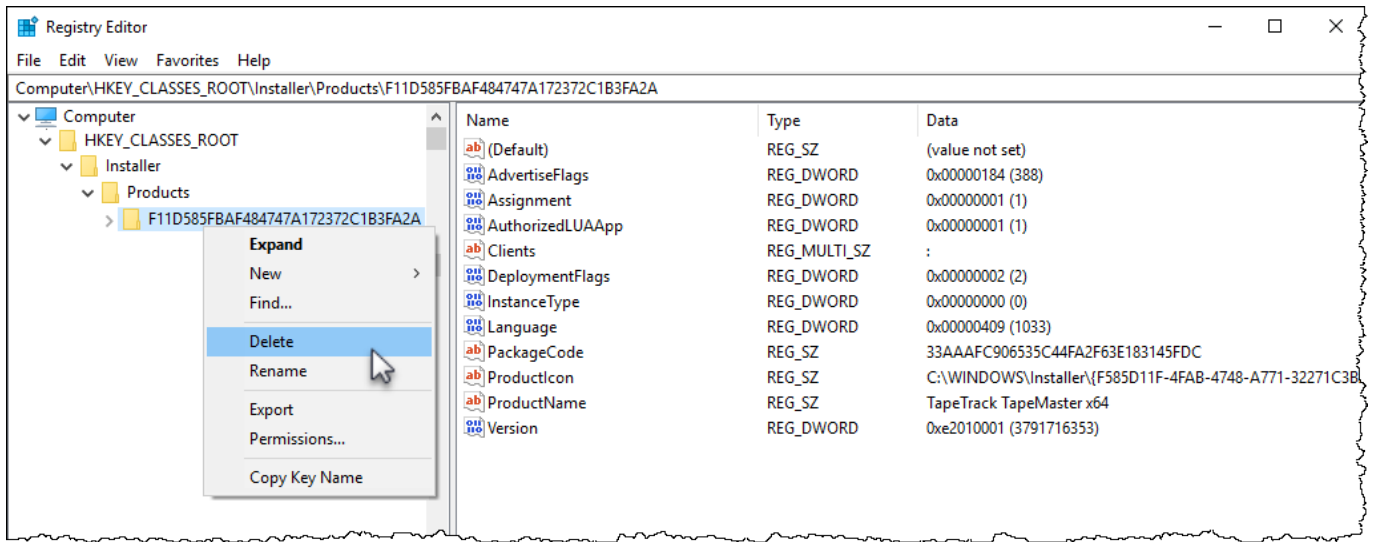 Registry Editor
File Edit View Favorites Help
Computer\HKEY_CLASSES_ROOT\Installer\Products\F11D585FBAF484747A172372C1B3FA2A
Computer
HKEY_CLASSES_ROOT
Installer
Products
F11D585FBAF484747A172372C1B3FA2A
Expand
New
Find...
Delete
Rename
Export
Permissions...
Copy Key Name
Name Type Data
(Default) REG_SZ (value not set)
AdvertiseFlags REG_DWORD 0x00000184 (388)
Assignment REG_DWORD 0x00000001 (1)
AuthorizedLUAApp REG_DWORD 0x00000001 (1)
Clients REG_MULTI_SZ :
DeploymentFlags REG_DWORD 0x00000002 (2)
InstanceType REG_DWORD 0x00000000 (0)
Language REG_DWORD 0x00000409 (1033)
PackageCode REG_SZ 33AAAFC906535C44FA2F63E183145FDC
ProductIcon REG_SZ C:\WINDOWS\Installer\{F585D11F-4FAB-4748-A771-32271C3B
ProductName REG_SZ TapeTrack TapeMaster x64
Version REG_DWORD 0xe2010001 (3791716353)